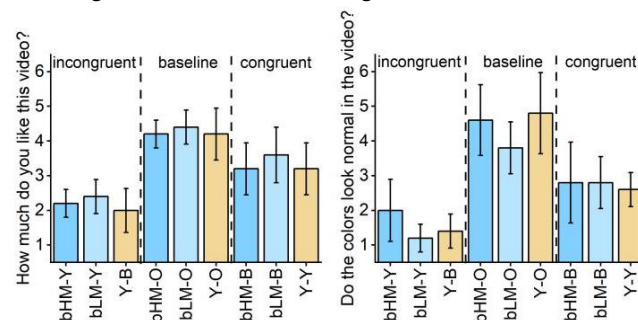 How much do you like this video?
incongruent baseline congruent
6
5
4
3
2
1
bHM-Y bLM-Y Y-B bHM-O bLM-O Y-O bHM-B bLM-B Y-Y
Do the colors look normal in the video?
incongruent baseline congruent
6
5
4
3
2
1
bHM-Y bLM-Y Y-B bHM-O bLM-O Y-O bHM-B bLM-B Y-Y